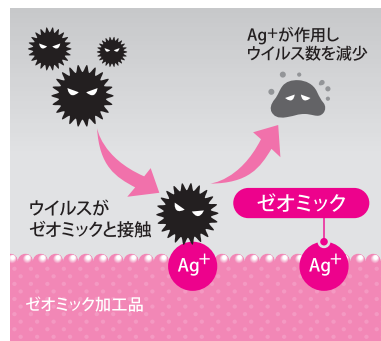 Ag+が作用し
ウイルス数を減少
ウイルスが
ゼオミックと接触
ゼオミック
Ag+
Ag+
ゼオミック加工品